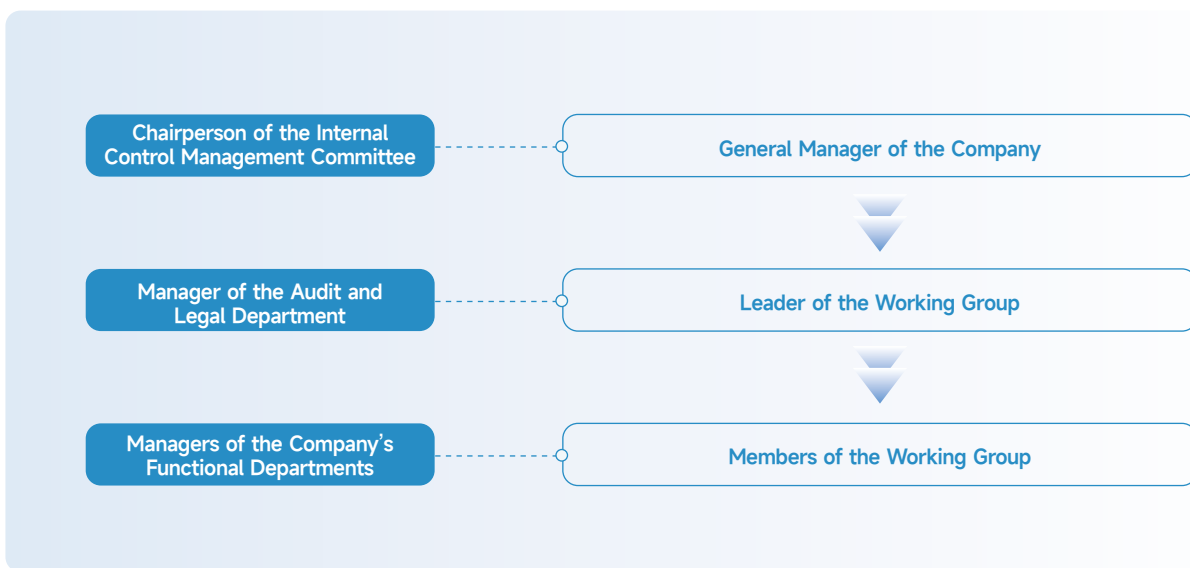 Chairperson of the Internal
Control Management Committee
General Manager of the Company
Manager of the Audit and
Legal Department
Leader of the Working Group
Managers of the Company’s
Functional Departments
Members of the Working Group